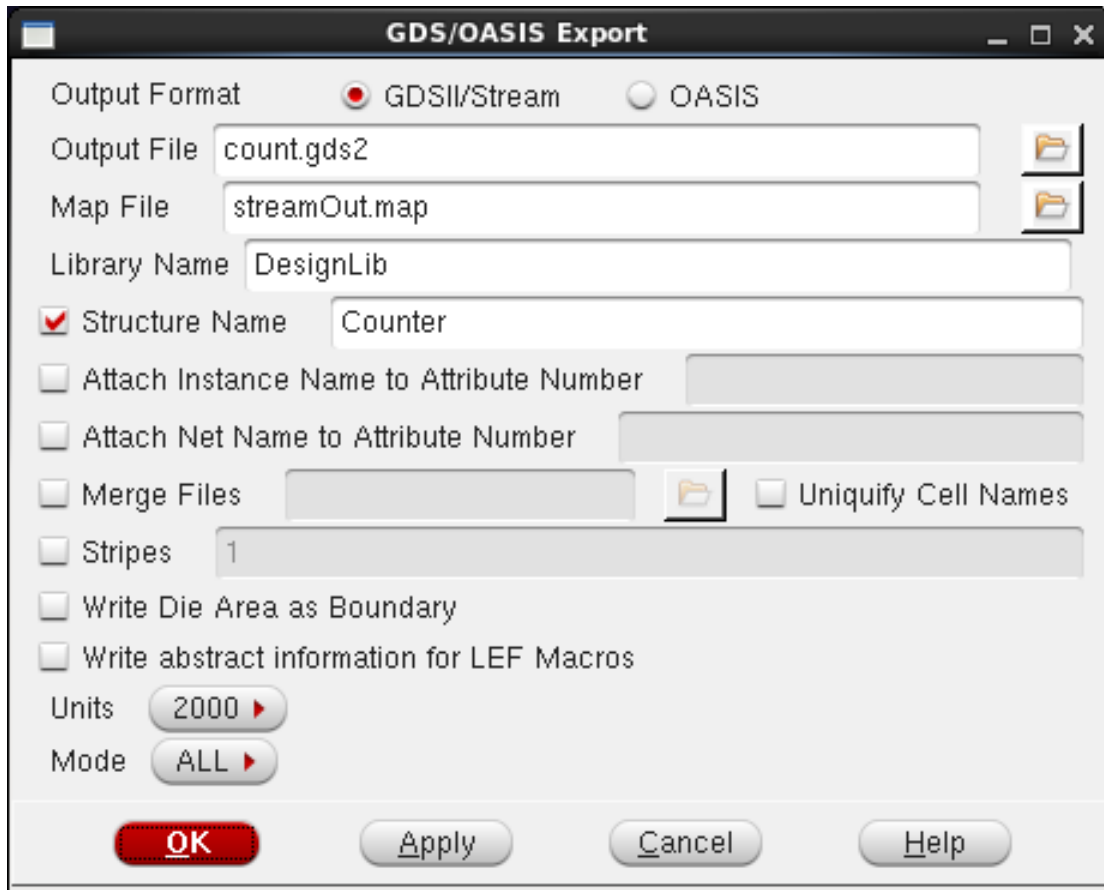 GDS/OASIS Export
Output Format GDSII/Stream OASIS
Output File count.gds2
Map File streamOut.map
Library Name DesignLib
Structure Name Counter
Attach Instance Name to Attribute Number
Attach Net Name to Attribute Number
Merge Files Uniquify Cell Names
Stripes 1
Write Die Area as Boundary
Write abstract information for LEF Macros
Units 2000
Mode ALL
OK Apply Cancel Help